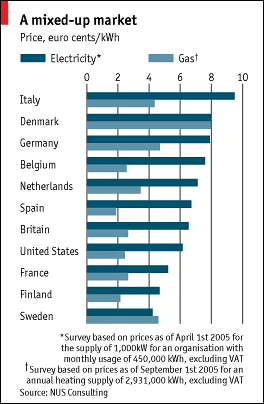 A mixed-up market
Price, euro cents/kWh
Electricity* Gas†
0 2 4 6 8 10
Italy
Denmark
Germany
Belgium
Netherlands
Spain
Britain
United States
France
Finland
Sweden
*Survey based on prices as of April 1st 2005 for
the supply of 1,000kW for an organisation with
monthly usage of 450,000 kWh, excluding VAT
†Survey based on prices as of September 1st 2005 for
an annual heating supply of 2,931,000 kWh, excluding VAT
Source: NUS Consulting